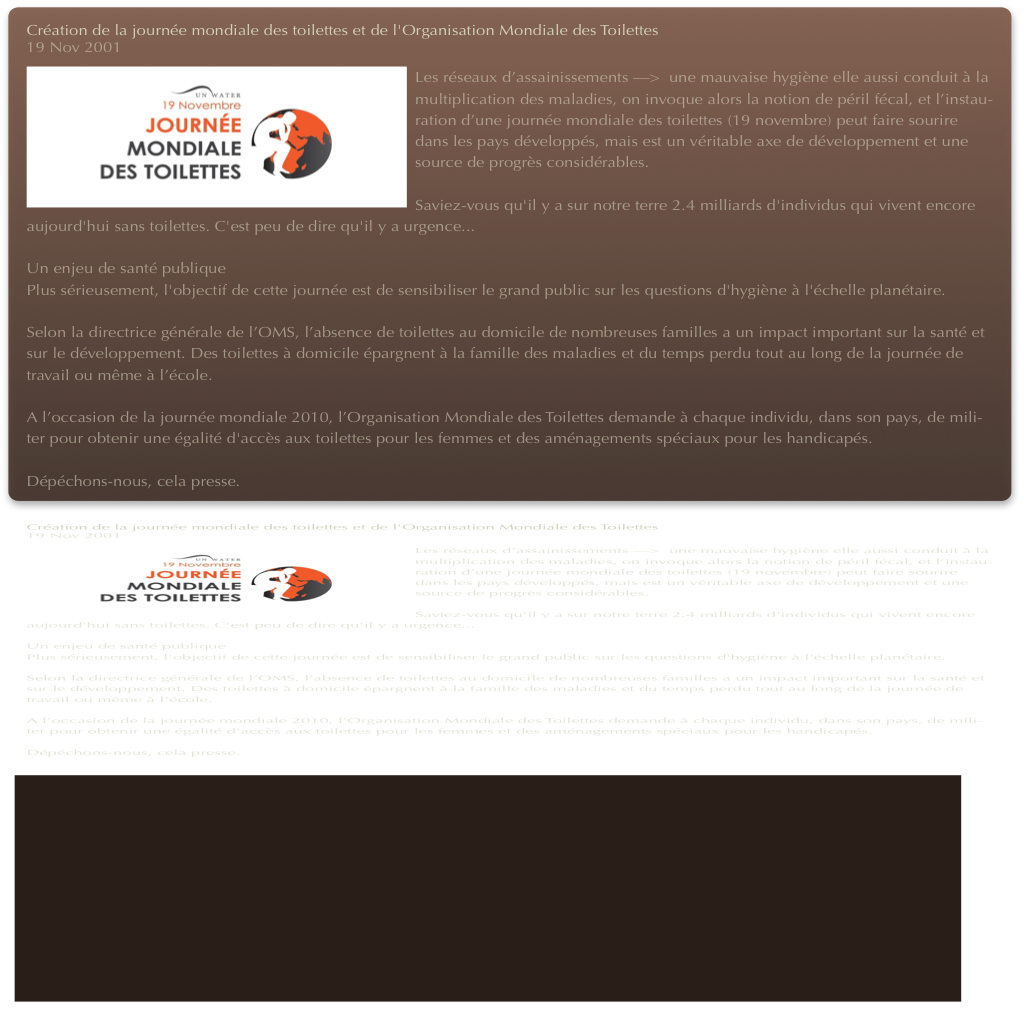 Création de la journée mondiale des toilettes et de l'Organisation Mondiale des Toilettes
19 Nov 2001
UN WATER
19 Novembre
JOURNÉE
MONDIALE
DES TOILETTES
Les réseaux d’assainissements —>  une mauvaise hygiène elle aussi conduit à la
multiplication des maladies, on invoque alors la notion de péril fécal, et l’instau-
ration d’une journée mondiale des toilettes (19 novembre) peut faire sourire
dans les pays développés, mais est un véritable axe de développement et une
source de progrès considérables.
Saviez-vous qu'il y a sur notre terre 2.4 milliards d'individus qui vivent encore
aujourd'hui sans toilettes. C'est peu de dire qu'il y a urgence...
Un enjeu de santé publique
Plus sérieusement, l'objectif de cette journée est de sensibiliser le grand public sur les questions d'hygiène à l'échelle planétaire.
Selon la directrice générale de l’OMS, l’absence de toilettes au domicile de nombreuses familles a un impact important sur la santé et
sur le développement. Des toilettes à domicile épargnent à la famille des maladies et du temps perdu tout au long de la journée de
travail ou même à l’école.
A l’occasion de la journée mondiale 2010, l’Organisation Mondiale des Toilettes demande à chaque individu, dans son pays, de mili-
ter pour obtenir une égalité d'accès aux toilettes pour les femmes et des aménagements spéciaux pour les handicapés.
Dépéchons-nous, cela presse.
Création de la journée mondiale des toilettes et de l'Organisation Mondiale des Toilettes
19 Nov 2001
UN WATER
19 Novembre
JOURNÉE
MONDIALE
DES TOILETTES
Les réseaux d’assainissements —>  une mauvaise hygiène elle aussi conduit à la
multiplication des maladies, on invoque alors la notion de péril fécal, et l’instau-
ration d’une journée mondiale des toilettes (19 novembre) peut faire sourire
dans les pays développés, mais est un véritable axe de développement et une
source de progrès considérables.
Saviez-vous qu'il y a sur notre terre 2.4 milliards d'individus qui vivent encore
aujourd'hui sans toilettes. C'est peu de dire qu'il y a urgence...
Un enjeu de santé publique
Plus sérieusement, l'objectif de cette journée est de sensibiliser le grand public sur les questions d'hygiène à l'échelle planétaire.
Selon la directrice générale de l’OMS, l’absence de toilettes au domicile de nombreuses familles a un impact important sur la santé et
sur le développement. Des toilettes à domicile épargnent à la famille des maladies et du temps perdu tout au long de la journée de
travail ou même à l’école.
A l’occasion de la journée mondiale 2010, l’Organisation Mondiale des Toilettes demande à chaque individu, dans son pays, de mili-
ter pour obtenir une égalité d'accès aux toilettes pour les femmes et des aménagements spéciaux pour les handicapés.
Dépéchons-nous, cela presse.